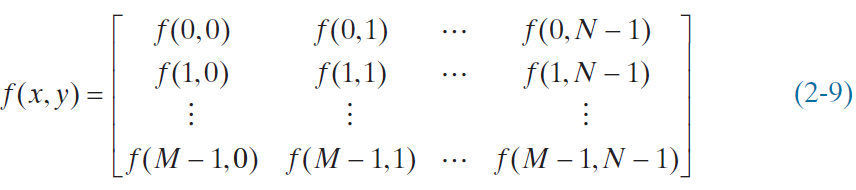 f(0,0) f(0,1) ⋯ f(0, N − 1)
f(1,0) f(1,1) ⋯ f(1, N − 1)
f(x, y) = (2-9)
⋮ ⋮ ⋮
f(M − 1,0) f(M − 1,1) ⋯ f(M − 1, N − 1)